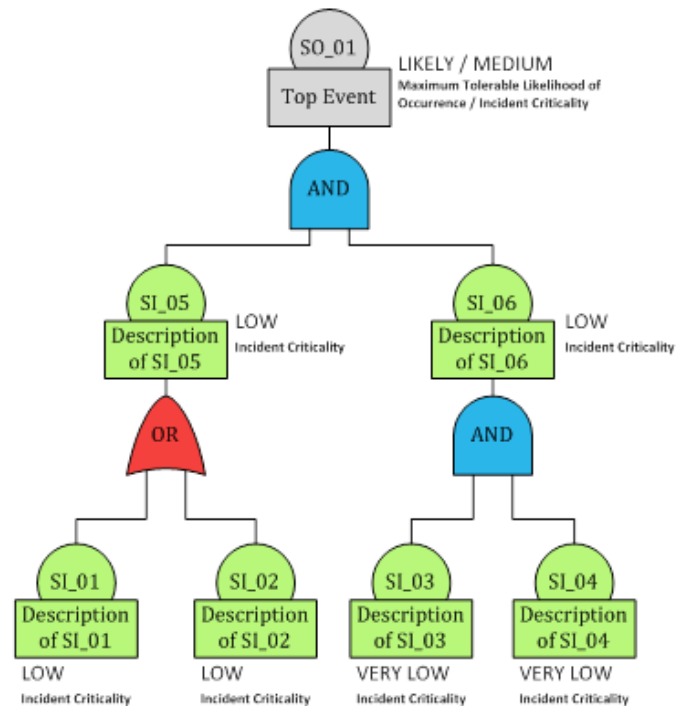 SO_01
LIKELY / MEDIUM
Maximum Tolerable Likelihood of
Occurrence / Incident Criticality
Top Event
AND
SI_05
Description
of SI_05
LOW
Incident Criticality
SI_06
Description
of SI_06
LOW
Incident Criticality
OR
AND
SI_01
Description
of SI_01
LOW
Incident Criticality
SI_02
Description
of SI_02
LOW
Incident Criticality
SI_03
Description
of SI_03
VERY LOW
Incident Criticality
SI_04
Description
of SI_04
VERY LOW
Incident Criticality